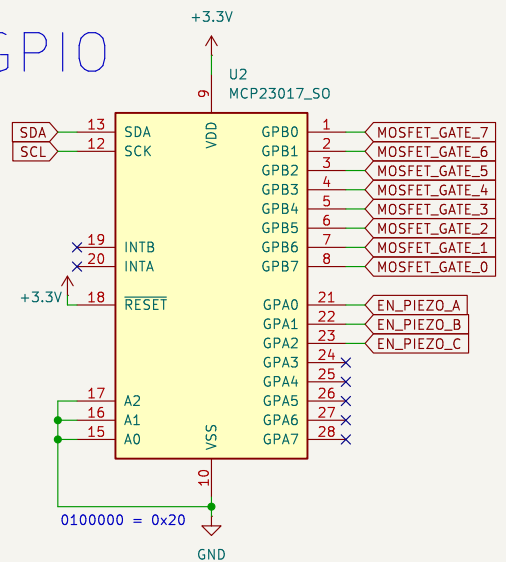 GPIO
+3.3V
U2
MCP23017_SO
9
VDD
SDA 13 SDA
SCL 12 SCK
19 INTB
20 INTA
+3.3V 18 RESET
17 A2
16 A1
15 A0
GPB0 1 MOSFET_GATE_7
GPB1 2 MOSFET_GATE_6
GPB2 3 MOSFET_GATE_5
GPB3 4 MOSFET_GATE_4
GPB4 5 MOSFET_GATE_3
GPB5 6 MOSFET_GATE_2
GPB6 7 MOSFET_GATE_1
GPB7 8 MOSFET_GATE_0
GPA0 21 EN_PIEZO_A
GPA1 22 EN_PIEZO_B
GPA2 23 EN_PIEZO_C
GPA3 24
GPA4 25
GPA5 26
GPA6 27
GPA7 28
VSS
10
0100000 = 0x20
GND